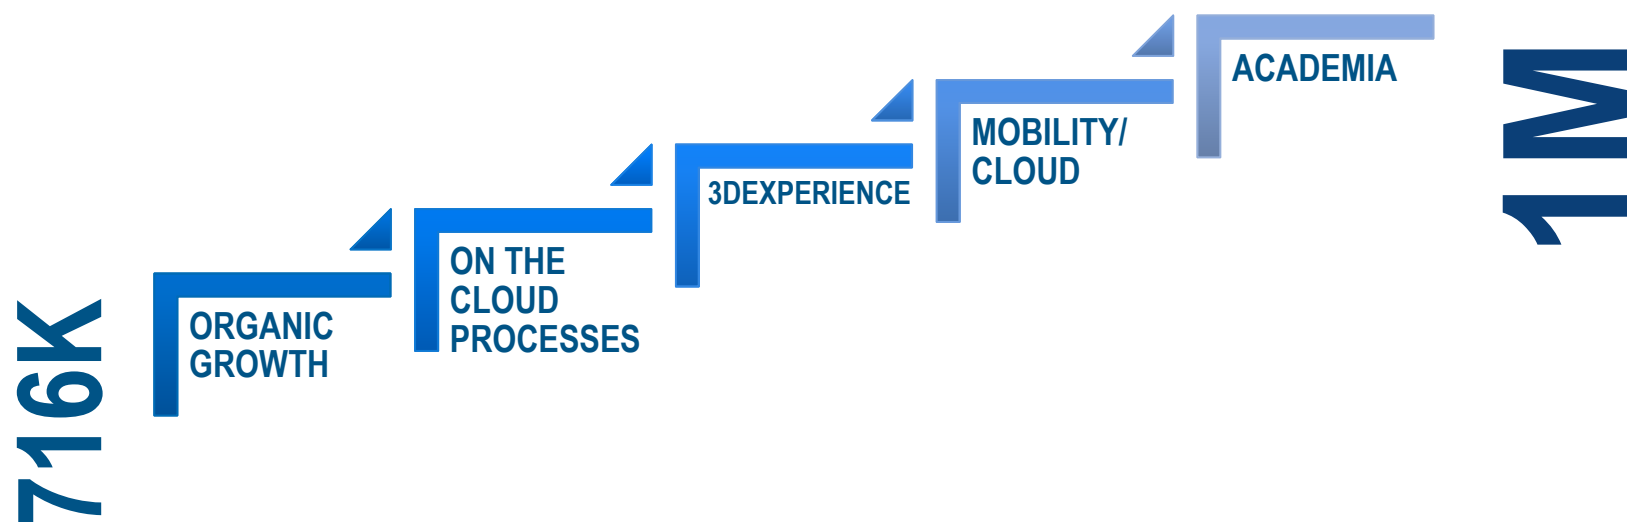 716K
ORGANIC
GROWTH
ON THE
CLOUD
PROCESSES
3DEXPERIENCE
MOBILITY/
CLOUD
ACADEMIA
1M